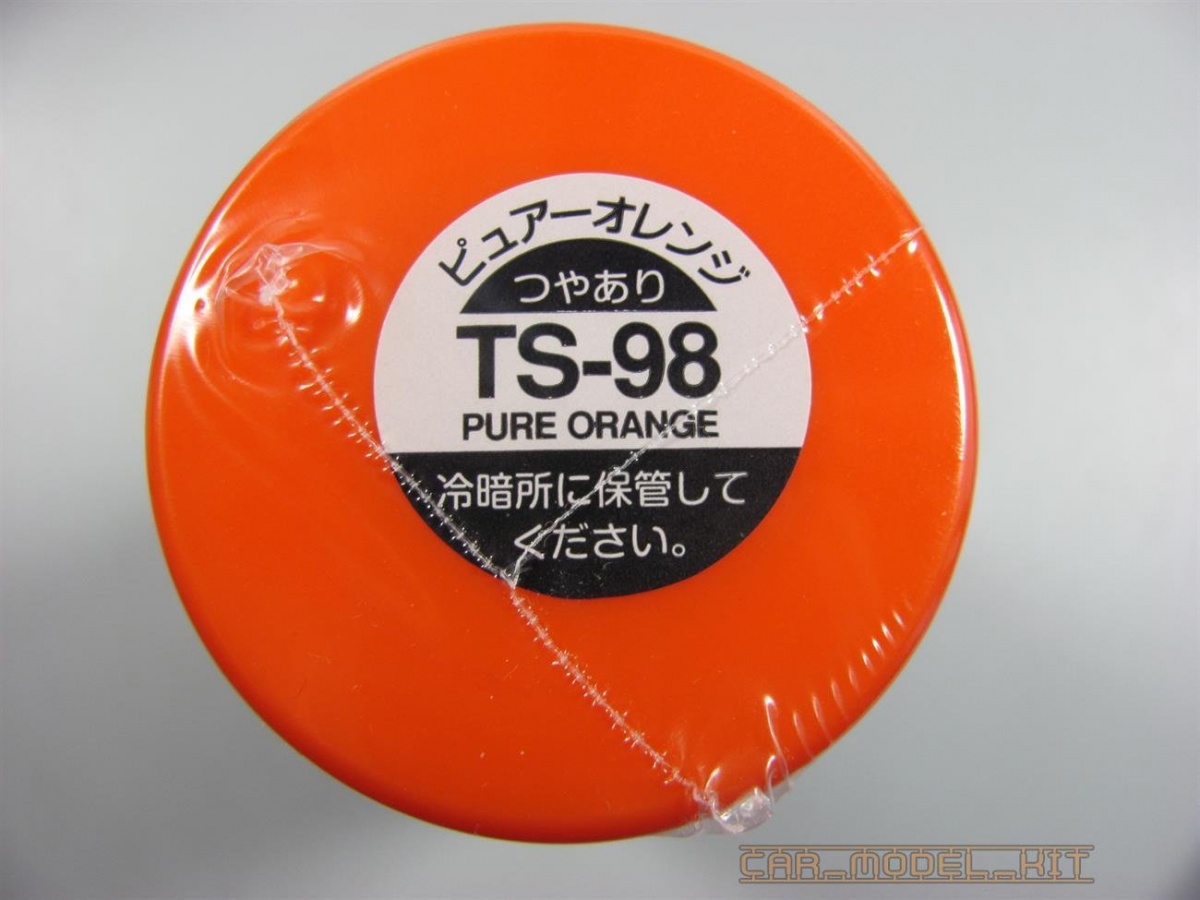 ピュアーオレンジ
つやあり
TS-98
PURE ORANGE
冷暗所に保管して
ください。
CAR_MODEL_KIT